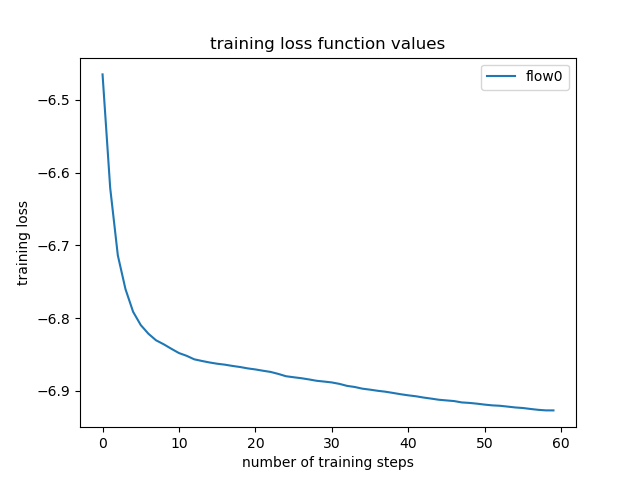 training loss function values
flow0
training loss
−6.5
−6.6
−6.7
−6.8
−6.9
0 10 20 30 40 50 60
number of training steps